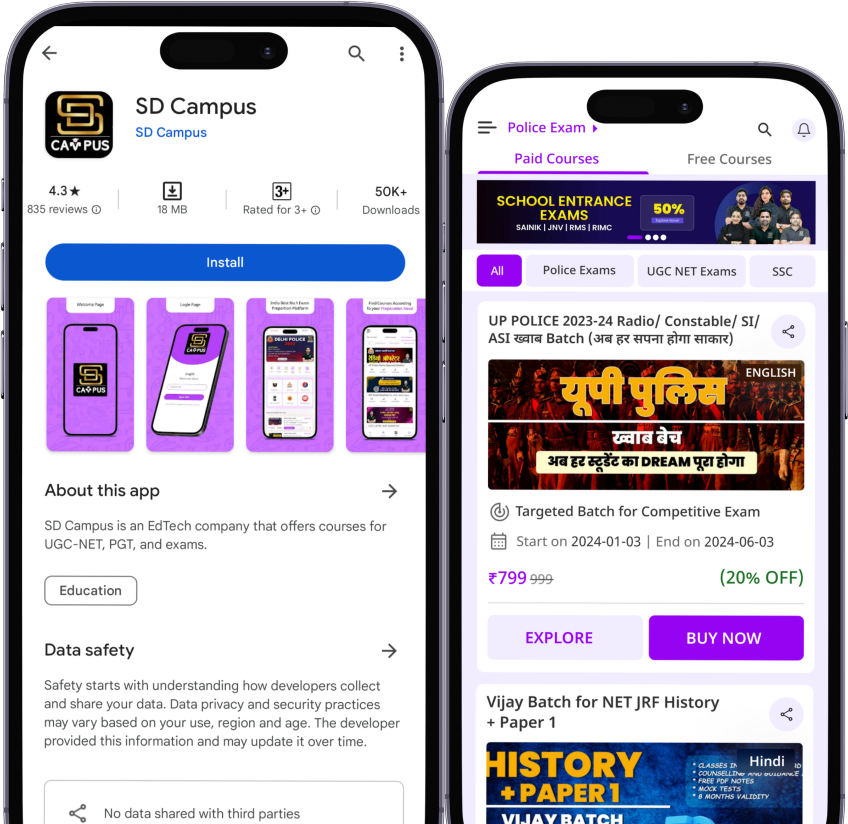 SD Campus
SD Campus
CAMPUS
4.3★
835 reviews
18 MB
3+
Rated for 3+
50K+
Downloads
Install
Welcome Page
CAMPUS
Login Page
CAMPUS
Login
India Best No.1 Exam
Prepration Platform
DELHI POLICE
Find Courses According
to your Preparation Need
About this app
SD Campus is an EdTech company that offers courses for
UGC-NET, PGT, and exams.
Education
Data safety
Safety starts with understanding how developers collect
and share your data. Data privacy and security practices
may vary based on your use, region and age. The developer
provided this information and may update it over time.
No data shared with third parties
Police Exam
Paid Courses
Free Courses
SCHOOL ENTRANCE
EXAMS
SAINIK | JNV | RMS | RIMC
50%
All
Police Exams
UGC NET Exams
SSC
UP POLICE 2023-24 Radio/ Constable/ SI/
ASI ख्वाब Batch (अब हर सपना होगा साकार)
ENGLISH
यूपी पुलिस
ख्वाब बेच
अब हर स्टूडेंट का DREAM पूरा होगा
Targeted Batch for Competitive Exam
Start on 2024-01-03 | End on 2024-06-03
₹799 999
(20% OFF)
EXPLORE
BUY NOW
Vijay Batch for NET JRF History
+ Paper 1
HISTORY
+ PAPER 1
VIJAY BATCH
Hindi
* CLASSES IN
COUNSELLING AND GUIDANCE
* FREE PDF NOTES
* MOCK TESTS
* 8 MONTHS VALIDITY